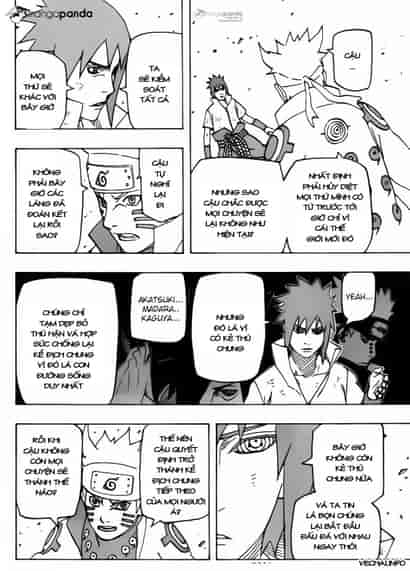 Mangapanda
TA
SẼ KIỂM
SOÁT
TẤT CẢ
MỌI
THỨ SẼ
KHÁC VỚI
BÂY GIỜ
CẬU
...
NHẤT ĐỊNH
PHẢI HỦY DIỆT
MỌI THỨ MÌNH CÓ
TỪ TRƯỚC TỚI
GIỜ CHỈ VÌ
CÁI THẾ
GIỚI MỚI ĐÓ
NHƯNG SAO
CẬU CHẮC ĐƯỢC
MỌI CHUYỆN SẼ
LẠI KHÔNG NHƯ
HIỆN TẠI?
CẬU
TỰ
NGHĨ LẠI
ĐI
KHÔNG
PHẢI BÂY
GIỜ CÁC
LÀNG ĐÃ
ĐOÀN KẾT
LẠI RỒI
SAO?
YEAH...
NHƯNG
ĐÓ LÀ VÌ
CÓ KẺ THÙ
CHUNG
AKATSUKI...
MADARA..
KAGUYA...
CHÚNG CHỈ
TẠM DẸP BỎ
THÙ HẬN VÀ HỢP
SỨC CHỐNG LẠI
KẺ ĐỊCH CHUNG
VÌ ĐÓ LÀ CON
ĐƯỜNG SỐNG
DUY NHẤT
BÂY GIỜ
KHÔNG CÒN
KẺ THÙ
CHUNG NỮA
VÀ TA TIN
LÀ BỌN CHÚNG
LẠI BẮT ĐẦU
ĐẤU ĐÁ VỚI NHAU
NGAY THÔI
THẾ NÊN
CẬU QUYẾT
ĐỊNH TRỞ
THÀNH KẺ
ĐỊCH CHUNG
TIẾP THEO
CỦA MỌI NGƯỜI
Á?
RỒI KHI
CẬU KHÔNG
CÒN MỌI
CHUYỆN SẼ
THÀNH THẾ
NÀO?
VECHAI.INFO